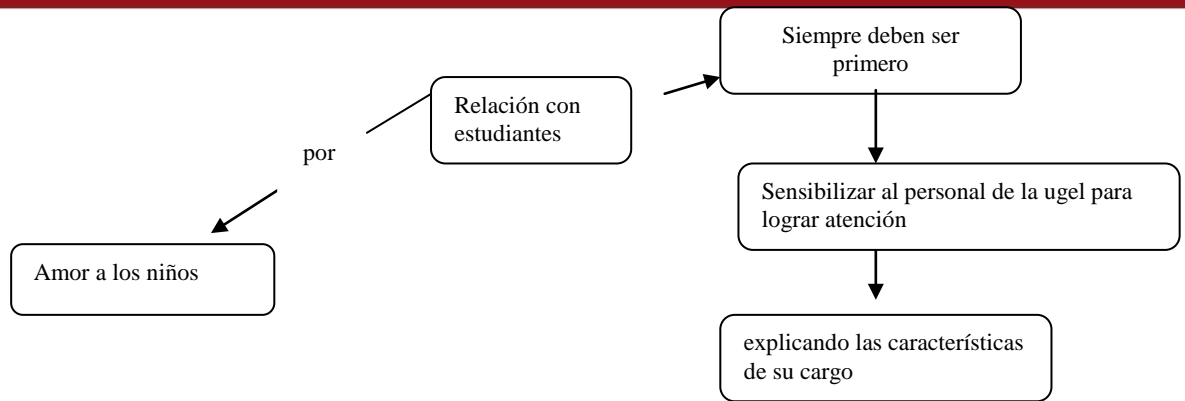 Siempre deben ser
primero
Relación con
estudiantes
por
Sensibilizar al personal de la ugel para
lograr atención
Amor a los niños
explicando las características
de su cargo